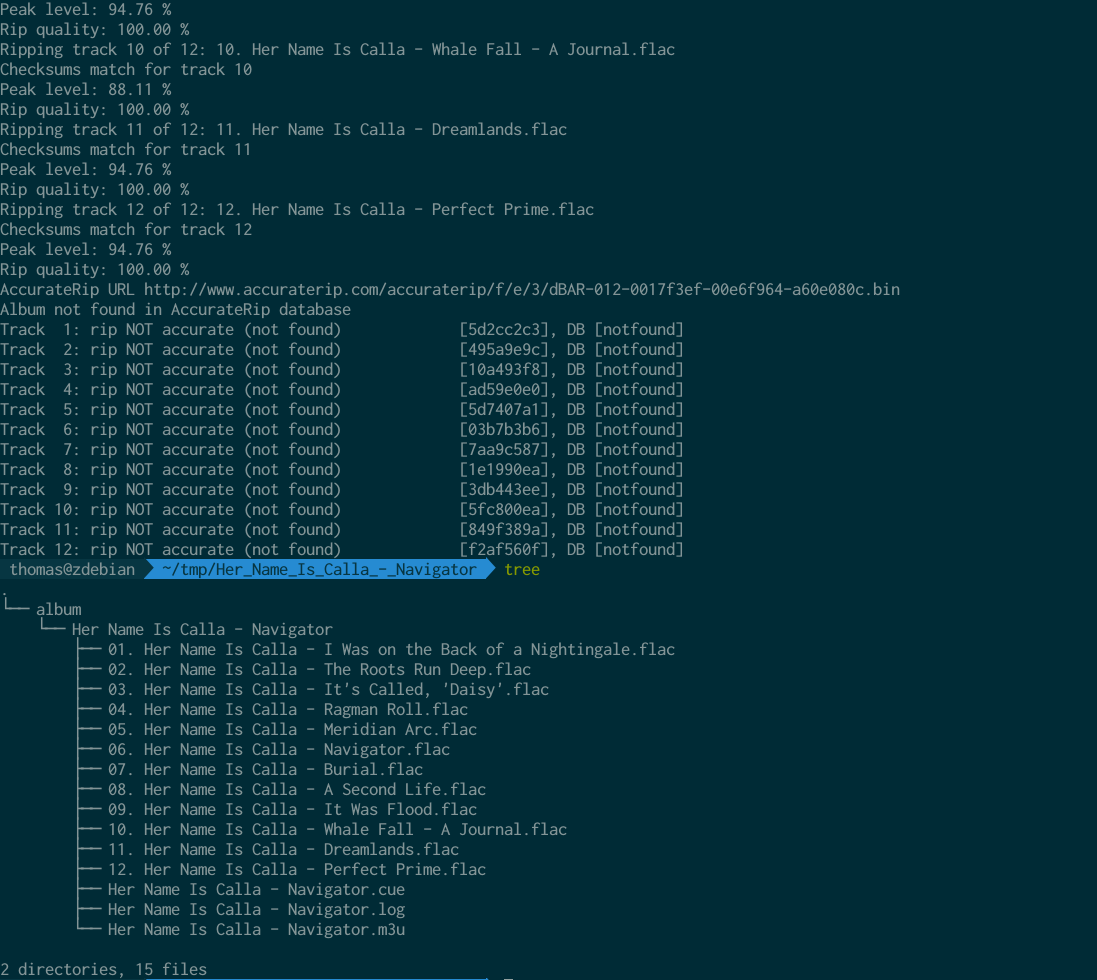 Peak level: 94.76 %
Rip quality: 100.00 %
Ripping track 10 of 12: 10. Her Name Is Calla - Whale Fall - A Journal.flac
Checksums match for track 10
Peak level: 88.11 %
Rip quality: 100.00 %
Ripping track 11 of 12: 11. Her Name Is Calla - Dreamlands.flac
Checksums match for track 11
Peak level: 94.76 %
Rip quality: 100.00 %
Ripping track 12 of 12: 12. Her Name Is Calla - Perfect Prime.flac
Checksums match for track 12
Peak level: 94.76 %
Rip quality: 100.00 %
AccurateRip URL http://www.accuraterip.com/accuraterip/f/e/3/dBAR-012-0017f3ef-00e6f964-a60e080c.bin
Album not found in AccurateRip database
Track  1: rip NOT accurate (not found)             [5d2cc2c3], DB [notfound]
Track  2: rip NOT accurate (not found)             [495a9e9c], DB [notfound]
Track  3: rip NOT accurate (not found)             [10a493f8], DB [notfound]
Track  4: rip NOT accurate (not found)             [ad59e0e0], DB [notfound]
Track  5: rip NOT accurate (not found)             [5d7407a1], DB [notfound]
Track  6: rip NOT accurate (not found)             [03b7b3b6], DB [notfound]
Track  7: rip NOT accurate (not found)             [7aa9c587], DB [notfound]
Track  8: rip NOT accurate (not found)             [1e1990ea], DB [notfound]
Track  9: rip NOT accurate (not found)             [3db443ee], DB [notfound]
Track 10: rip NOT accurate (not found)             [5fc800ea], DB [notfound]
Track 11: rip NOT accurate (not found)             [849f389a], DB [notfound]
Track 12: rip NOT accurate (not found)             [f2af560f], DB [notfound]
thomas@zdebian ~/tmp/Her_Name_Is_Calla_-_Navigator tree
.
└── album
    └── Her Name Is Calla - Navigator
        ├── 01. Her Name Is Calla - I Was on the Back of a Nightingale.flac
        ├── 02. Her Name Is Calla - The Roots Run Deep.flac
        ├── 03. Her Name Is Calla - It's Called, 'Daisy'.flac
        ├── 04. Her Name Is Calla - Ragman Roll.flac
        ├── 05. Her Name Is Calla - Meridian Arc.flac
        ├── 06. Her Name Is Calla - Navigator.flac
        ├── 07. Her Name Is Calla - Burial.flac
        ├── 08. Her Name Is Calla - A Second Life.flac
        ├── 09. Her Name Is Calla - It Was Flood.flac
        ├── 10. Her Name Is Calla - Whale Fall - A Journal.flac
        ├── 11. Her Name Is Calla - Dreamlands.flac
        ├── 12. Her Name Is Calla - Perfect Prime.flac
        ├── Her Name Is Calla - Navigator.cue
        ├── Her Name Is Calla - Navigator.log
        └── Her Name Is Calla - Navigator.m3u
2 directories, 15 files